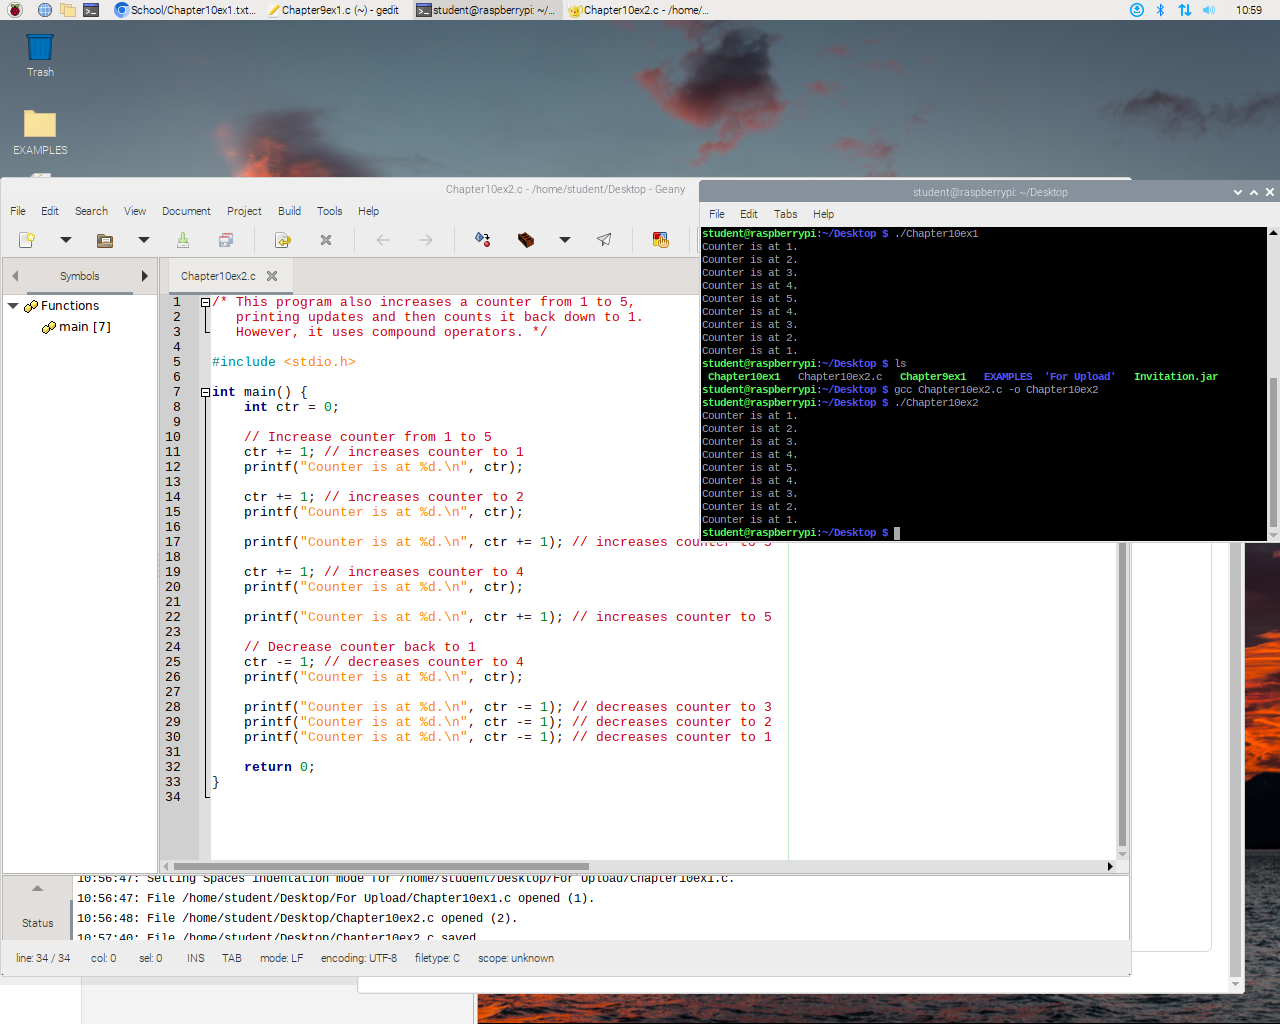 School/Chapter10ex1.txt...
Chapter9ex1.c (~) - gedit
student@raspberrypi: ~/...
Chapter10ex2.c - /home/...
10:59
Trash
EXAMPLES
Chapter10ex2.c - /home/student/Desktop - Geany
File Edit Search View Document Project Build Tools Help
Symbols
Chapter10ex2.c
Functions
main [7]
1 /* This program also increases a counter from 1 to 5,
2 printing updates and then counts it back down to 1.
3 However, it uses compound operators. */
4
5 #include <stdio.h>
6
7 int main() {
8 int ctr = 0;
9
10 // Increase counter from 1 to 5
11 ctr += 1; // increases counter to 1
12 printf("Counter is at %d.\n", ctr);
13
14 ctr += 1; // increases counter to 2
15 printf("Counter is at %d.\n", ctr);
16
17 printf("Counter is at %d.\n", ctr += 1); // increases counter to 3
18
19 ctr += 1; // increases counter to 4
20 printf("Counter is at %d.\n", ctr);
21
22 printf("Counter is at %d.\n", ctr += 1); // increases counter to 5
23
24 // Decrease counter back to 1
25 ctr -= 1; // decreases counter to 4
26 printf("Counter is at %d.\n", ctr);
27
28 printf("Counter is at %d.\n", ctr -= 1); // decreases counter to 3
29 printf("Counter is at %d.\n", ctr -= 1); // decreases counter to 2
30 printf("Counter is at %d.\n", ctr -= 1); // decreases counter to 1
31
32 return 0;
33 }
34
student@raspberrypi: ~/Desktop
File Edit Tabs Help
student@raspberrypi:~/Desktop $ ./Chapter10ex1
Counter is at 1.
Counter is at 2.
Counter is at 3.
Counter is at 4.
Counter is at 5.
Counter is at 4.
Counter is at 3.
Counter is at 2.
Counter is at 1.
student@raspberrypi:~/Desktop $ ls
Chapter10ex1 Chapter10ex2.c Chapter9ex1 EXAMPLES 'For Upload' Invitation.jar
student@raspberrypi:~/Desktop $ gcc Chapter10ex2.c -o Chapter10ex2
student@raspberrypi:~/Desktop $ ./Chapter10ex2
Counter is at 1.
Counter is at 2.
Counter is at 3.
Counter is at 4.
Counter is at 5.
Counter is at 4.
Counter is at 3.
Counter is at 2.
Counter is at 1.
student@raspberrypi:~/Desktop $
Status
10:56:47: Setting Spaces indentation mode for /home/student/Desktop/For Upload/Chapter10ex1.c.
10:56:47: File /home/student/Desktop/For Upload/Chapter10ex1.c opened (1).
10:56:48: File /home/student/Desktop/Chapter10ex2.c opened (2).
10:57:40: File /home/student/Desktop/Chapter10ex2.c saved
line: 34 / 34 col: 0 sel: 0 INS TAB mode: LF encoding: UTF-8 filetype: C scope: unknown